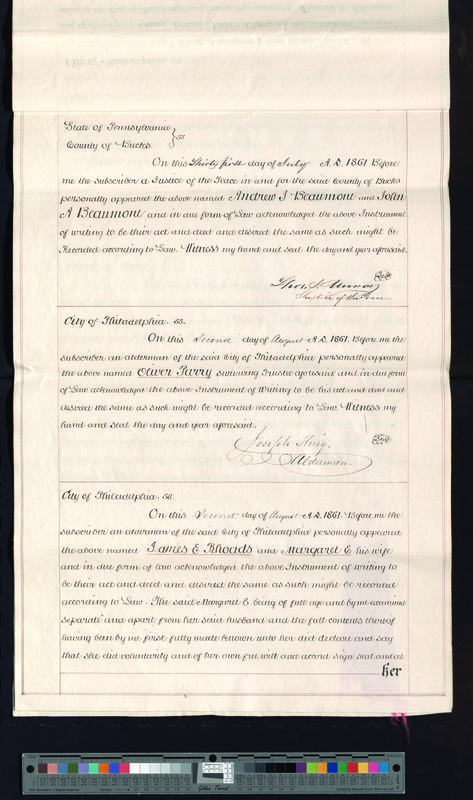 State of Pennsylvania
County of Bucks. } SS
On this Thirty first day of July A.D. 1861 Before
me the subscriber a Justice of the Peace in and for the said County of Bucks
personally appeared the above named Andrew J Beaumont and John
A Beaumont and in due form of Law acknowledged the above Instrument
of writing to be their act and deed and desired the same as such might be
Recorded according to Law. Witness my hand and seal the day and year aforesaid.
Justice of the Peace
City of Philadelphia. SS.
On this Second day of August A.D. 1861. Before me the
subscriber an alderman of the said City of Philadelphia personally appeared
the above named Oliver Parry surviving Trustee aforesaid and in due form
of Law acknowledged the above Instrument of Writing to be his act and deed and
desired the same as such might be recorded according to Law. Witness my
hand and seal the day and year aforesaid.
Joseph
Alderman.
City of Philadelphia. SS.
On this Second day of August A.D. 1861. Before me the
subscriber an alderman of the said City of Philadelphia personally appeared
the above named James E Rhoads and Margaret E his wife
and in due form of law acknowledged the above Instrument of writing to
be their act and deed and desired the same as such might be recorded
according to Law. The said Margaret E being of full age and by me examined
separate and apart from her said husband and the full contents thereof
having been by me first fully made known unto her did declare and say
that she did voluntarily and of her own free will and accord sign seal and as
her